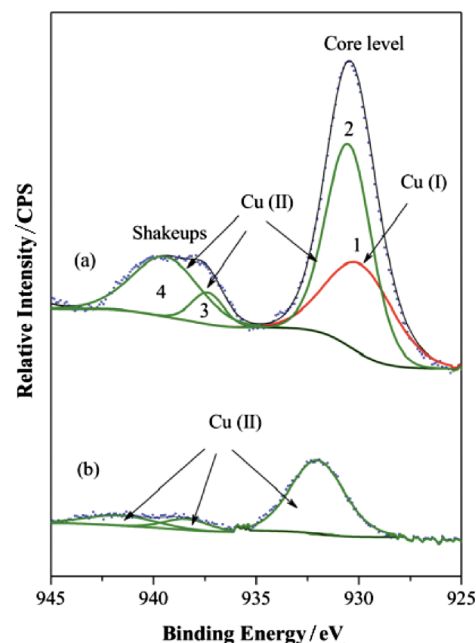 Core level
2
Cu (I)
Cu (II)
Shakeups
1
(a)
4
3
Cu (II)
(b)
945 940 935 930 925
Binding Energy/eV
Relative Intensity/CPS